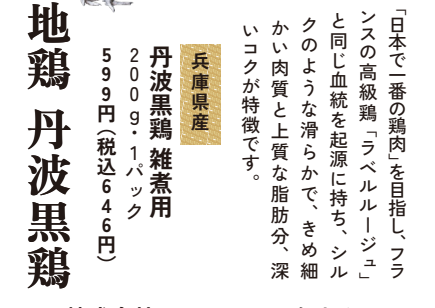 「日本で一番の鶏肉」を目指し、フラ
ンスの高級鶏「ラベルルージュ」
と同じ血統を起源に持ち、シル
クのような滑らかで、きめ細
かい肉質と上質な脂肪分、深
いコクが特徴です。
兵庫県産
丹波黒鶏 雑煮用
200g・1パック
599円（税込646円）
地鶏 丹波黒鶏